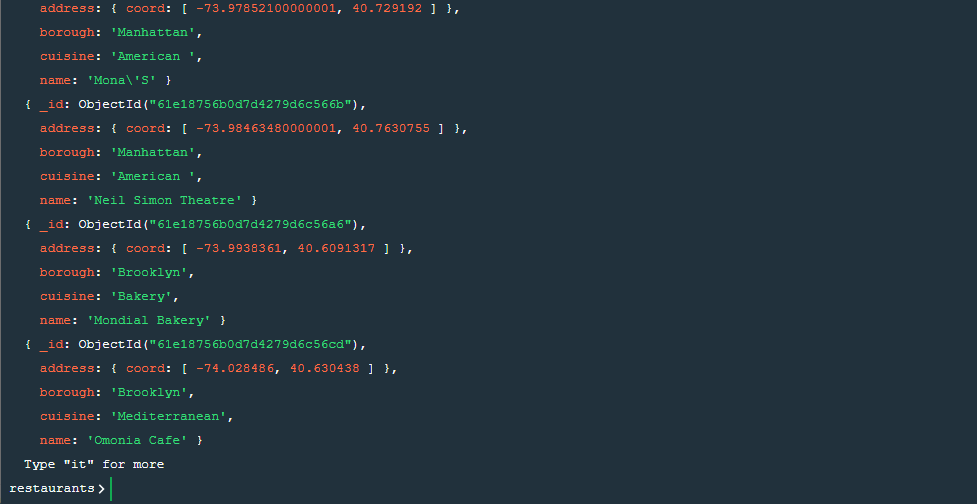 address: { coord: [ -73.97852100000001, 40.729192 ] },
borough: 'Manhattan',
cuisine: 'American ',
name: 'Mona\'S' }
{ _id: ObjectId("61e18756b0d7d4279d6c566b"),
address: { coord: [ -73.98463480000001, 40.7630755 ] },
borough: 'Manhattan',
cuisine: 'American ',
name: 'Neil Simon Theatre' }
{ _id: ObjectId("61e18756b0d7d4279d6c56a6"),
address: { coord: [ -73.9938361, 40.6091317 ] },
borough: 'Brooklyn',
cuisine: 'Bakery',
name: 'Mondial Bakery' }
{ _id: ObjectId("61e18756b0d7d4279d6c56cd"),
address: { coord: [ -74.028486, 40.630438 ] },
borough: 'Brooklyn',
cuisine: 'Mediterranean',
name: 'Omonia Cafe' }
Type "it" for more
restaurants>